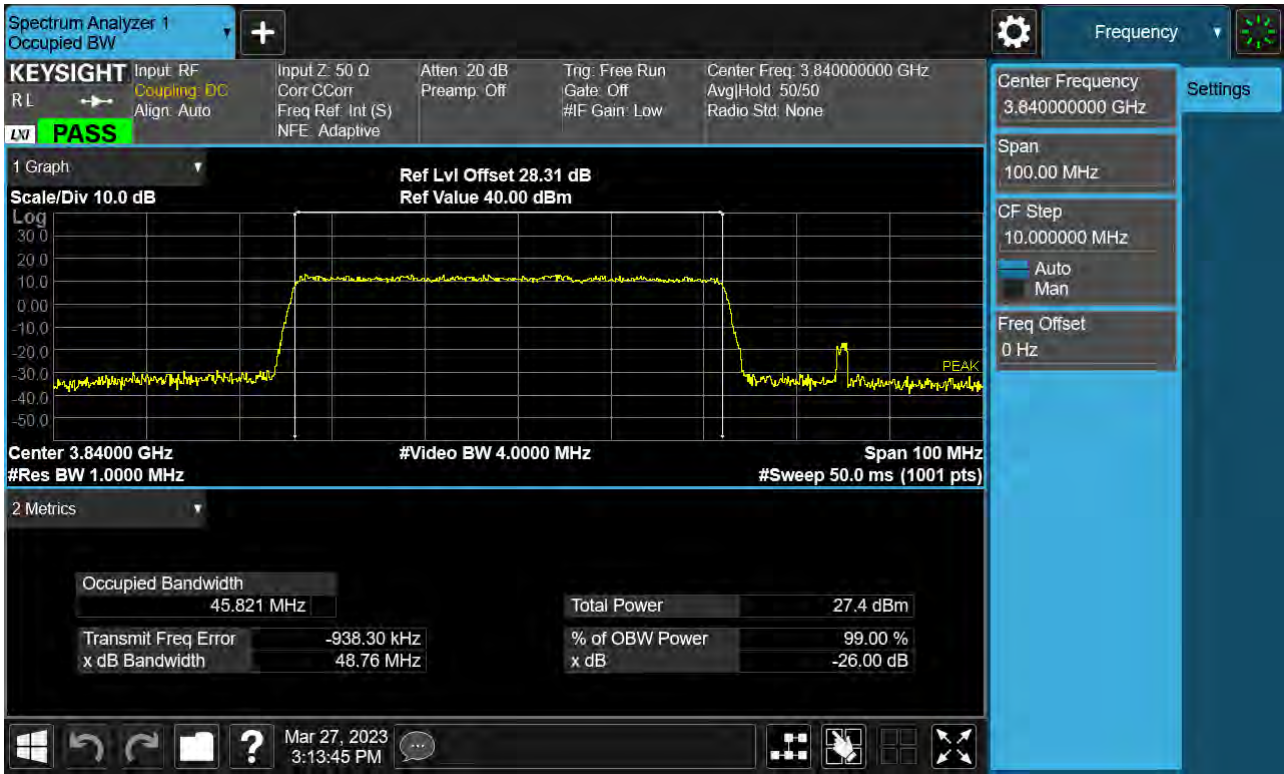 Spectrum Analyzer 1
Occupied BW
+
Frequency
KEYSIGHT
RL
LXI
PASS
Input: RF
Coupling: DC
Align: Auto
Input Z: 50 Ω
Corr CCorr
Freq Ref: Int (S)
NFE: Adaptive
Atten: 20 dB
Preamp: Off
Trig: Free Run
Gate: Off
#IF Gain: Low
Center Freq: 3.840000000 GHz
Avg|Hold: 50/50
Radio Std: None
1 Graph
Scale/Div 10.0 dB
Ref Lvl Offset 28.31 dB
Ref Value 40.00 dBm
Log
30.0
20.0
10.0
0.00
-10.0
-20.0
-30.0
-40.0
-50.0
PEAK
Center 3.84000 GHz
#Video BW 4.0000 MHz
Span 100 MHz
#Res BW 1.0000 MHz
#Sweep 50.0 ms (1001 pts)
2 Metrics
Occupied Bandwidth
45.821 MHz
Total Power 27.4 dBm
Transmit Freq Error -938.30 kHz
% of OBW Power 99.00 %
x dB Bandwidth 48.76 MHz
x dB -26.00 dB
Center Frequency
3.840000000 GHz
Settings
Span
100.00 MHz
CF Step
10.000000 MHz
Auto
Man
Freq Offset
0 Hz
?
Mar 27, 2023
3:13:45 PM